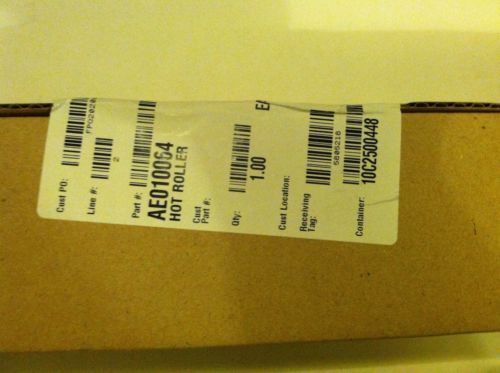 Cust PO:
Line #:
2
Part #:
AE010064
HOT ROLLER
Cust
Part #:
Qty:
1.00
Cust Location:
Receiving
Tag:
5805218
Container:
10C2500448